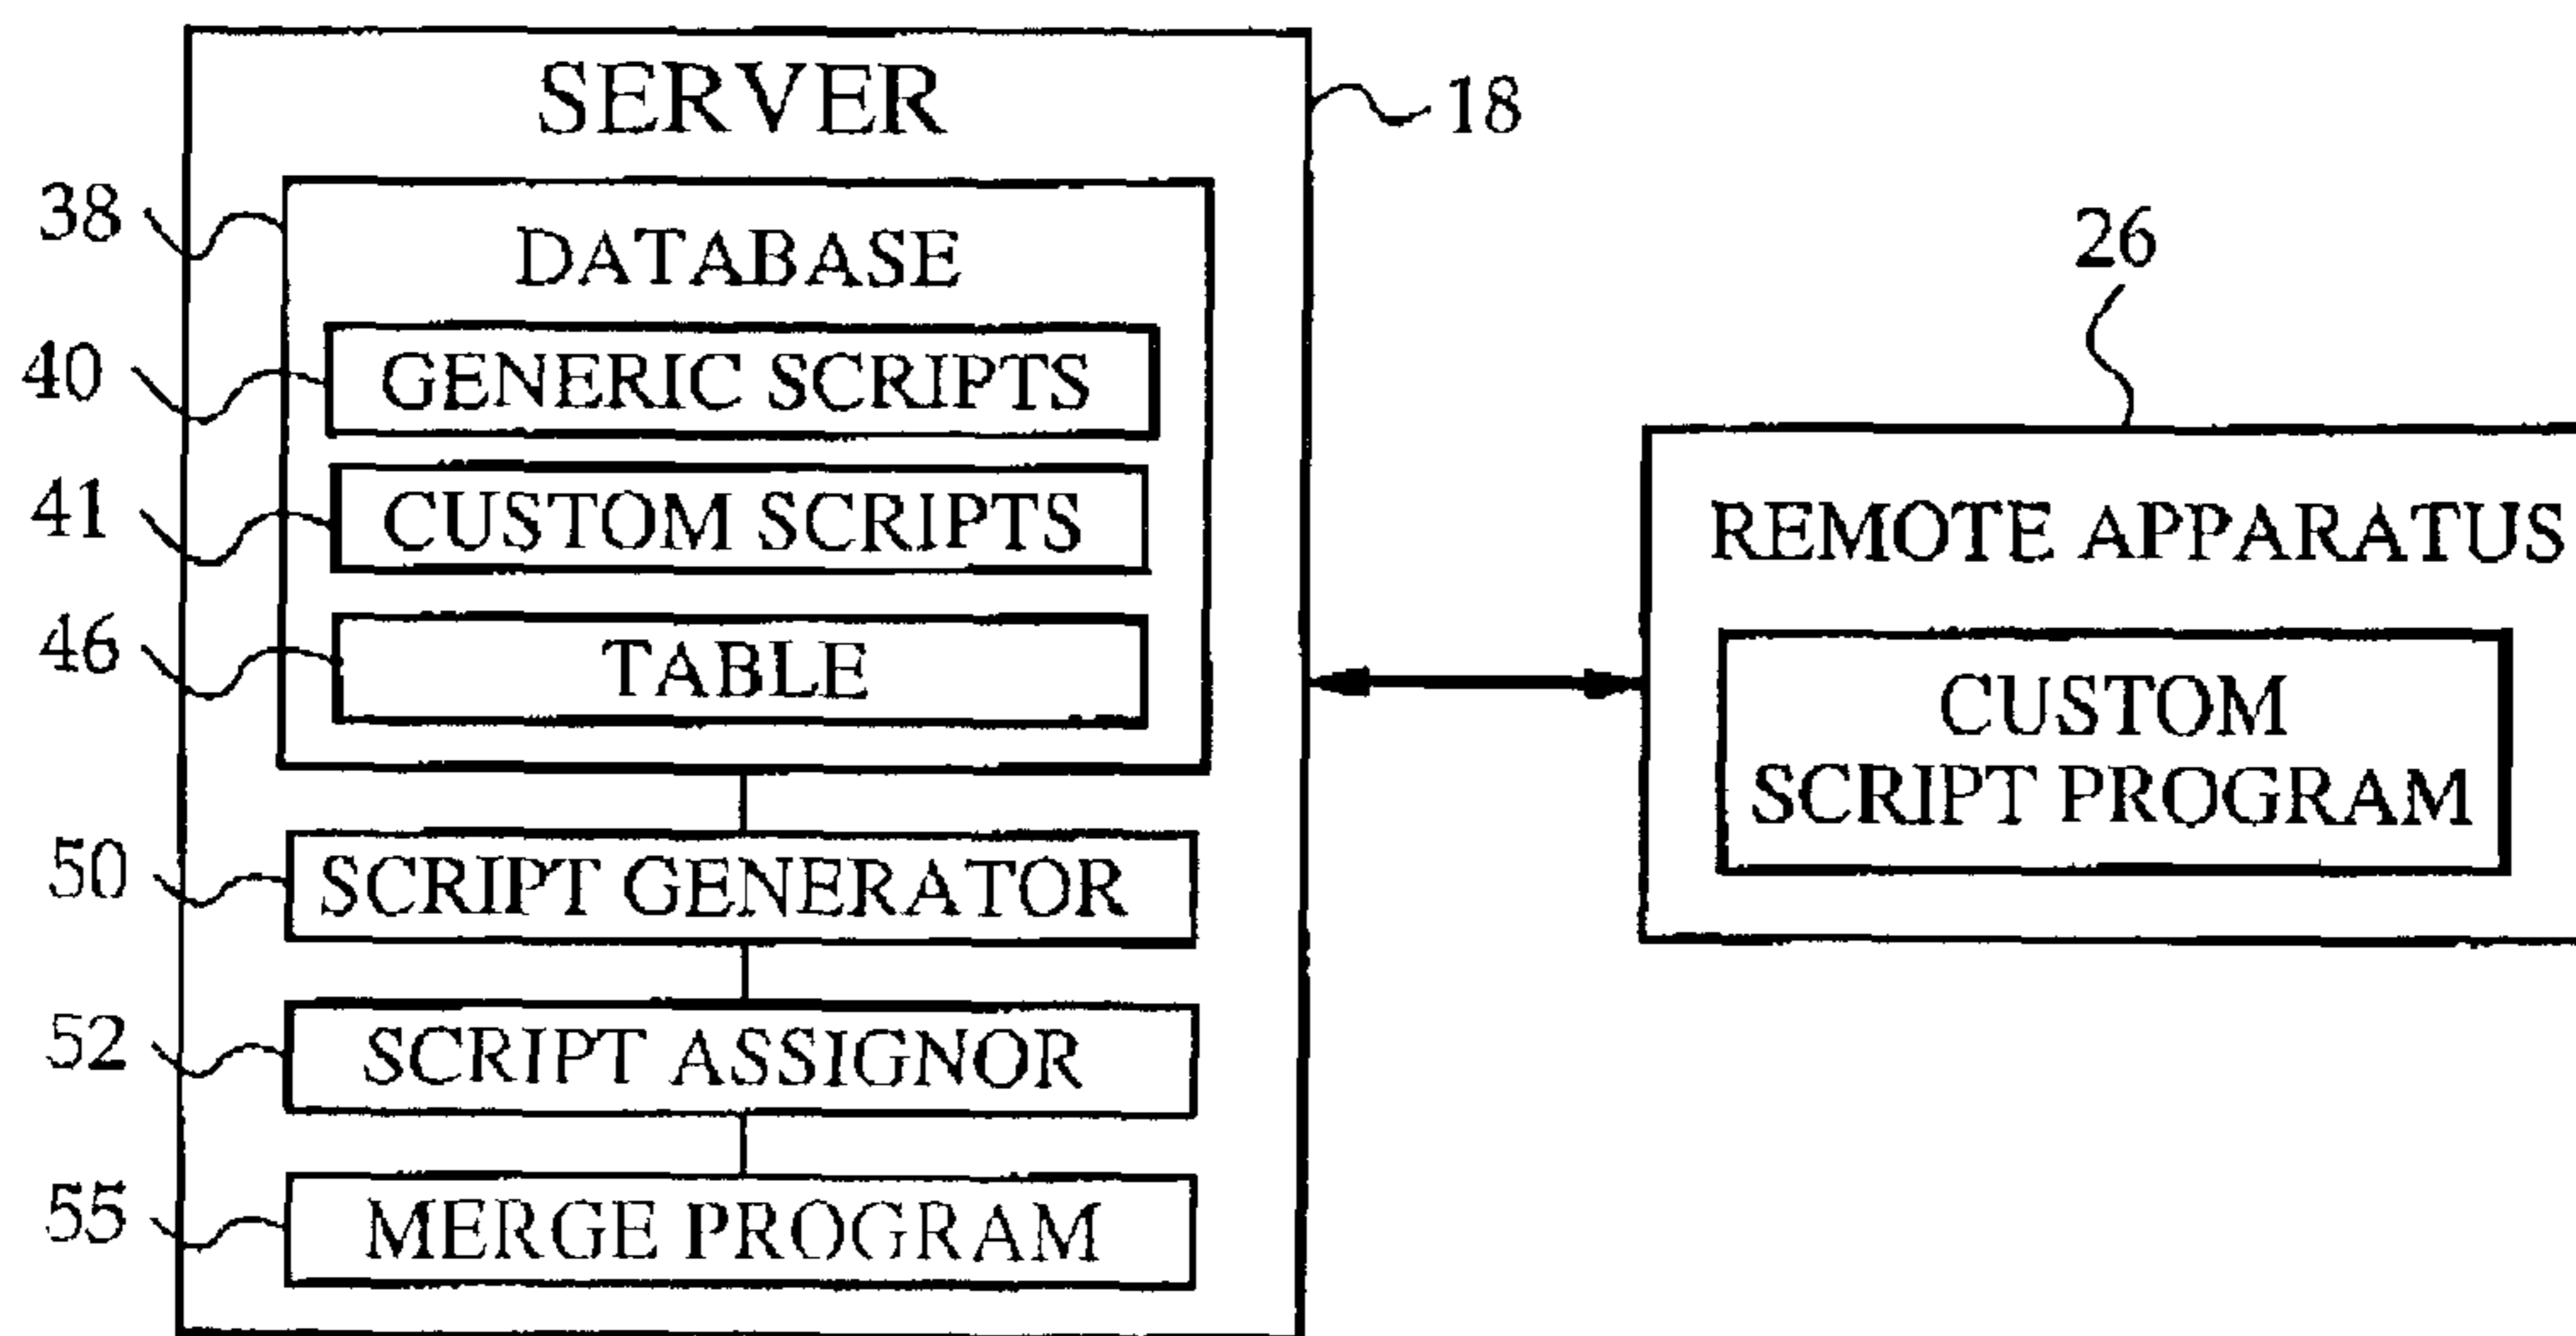 SERVER
18
38
DATABASE
40
GENERIC SCRIPTS
41
CUSTOM SCRIPTS
46
TABLE
50
SCRIPT GENERATOR
52
SCRIPT ASSIGNOR
55
MERGE PROGRAM
26
REMOTE APPARATUS
CUSTOM
SCRIPT PROGRAM